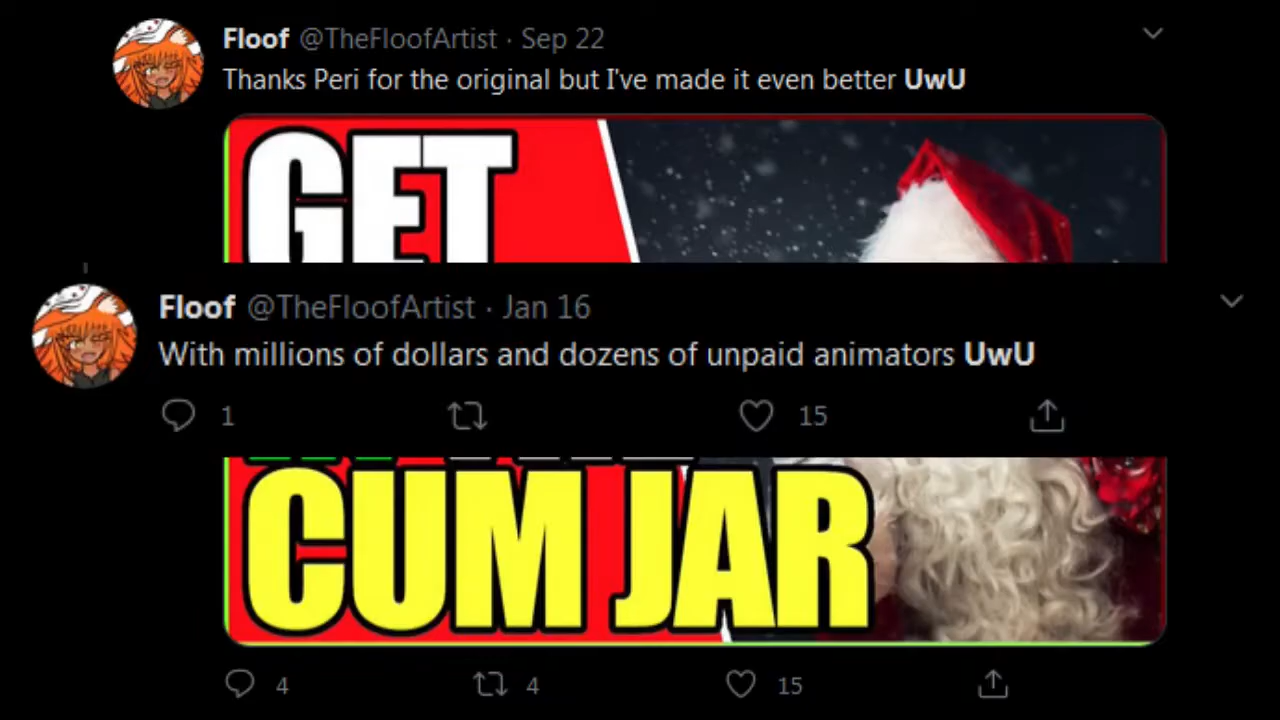 Floof @TheFloofArtist · Sep 22
Thanks Peri for the original but I've made it even better UwU
GET
Floof @TheFloofArtist · Jan 16
With millions of dollars and dozens of unpaid animators UwU
1 15
CUM JAR
4 4 15